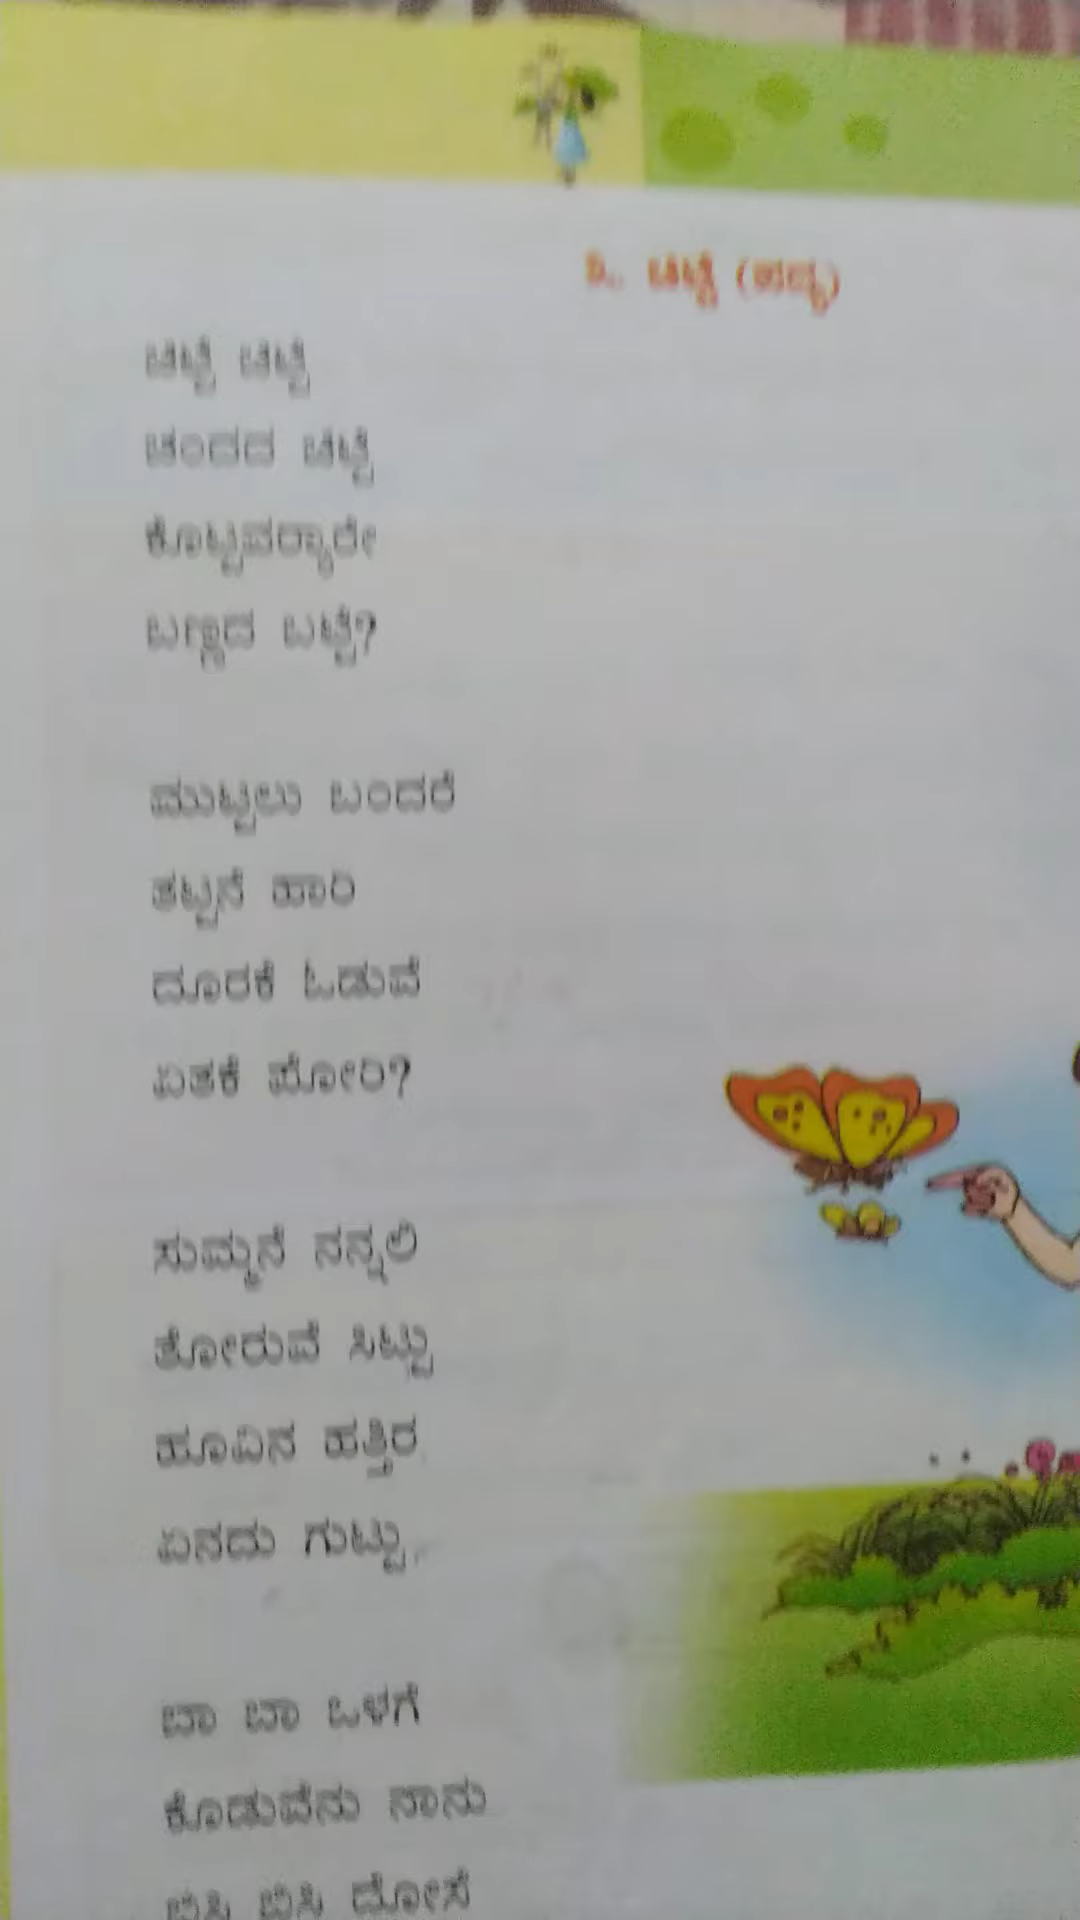 ೨. ಚಿಟ್ಟೆ (ಪದ್ಯ)
ಚಿಟ್ಟೆ ಚಿಟ್ಟೆ
ಚಂದದ ಚಿಟ್ಟೆ
ಕೊಟ್ಟವರ‍್ಯಾರೇ
ಬಣ್ಣದ ಬಟ್ಟೆ?
ಮುಟ್ಟಲು ಬಂದರೆ
ತಟ್ಟನೆ ಹಾರಿ
ದೂರಕೆ ಓಡುವೆ
ಏತಕೆ ಪೋರಿ?
ಸುಮ್ಮನೆ ನನ್ನಲಿ
ತೋರುವೆ ಸಿಟ್ಟು
ಹೂವಿನ ಹತ್ತಿರ
ಏನದು ಗುಟ್ಟು
ಬಾ ಬಾ ಒಳಗೆ
ಕೊಡುವೆನು ನಾನು
ಬಿಸಿ ಬಿಸಿ ದೋಸೆ